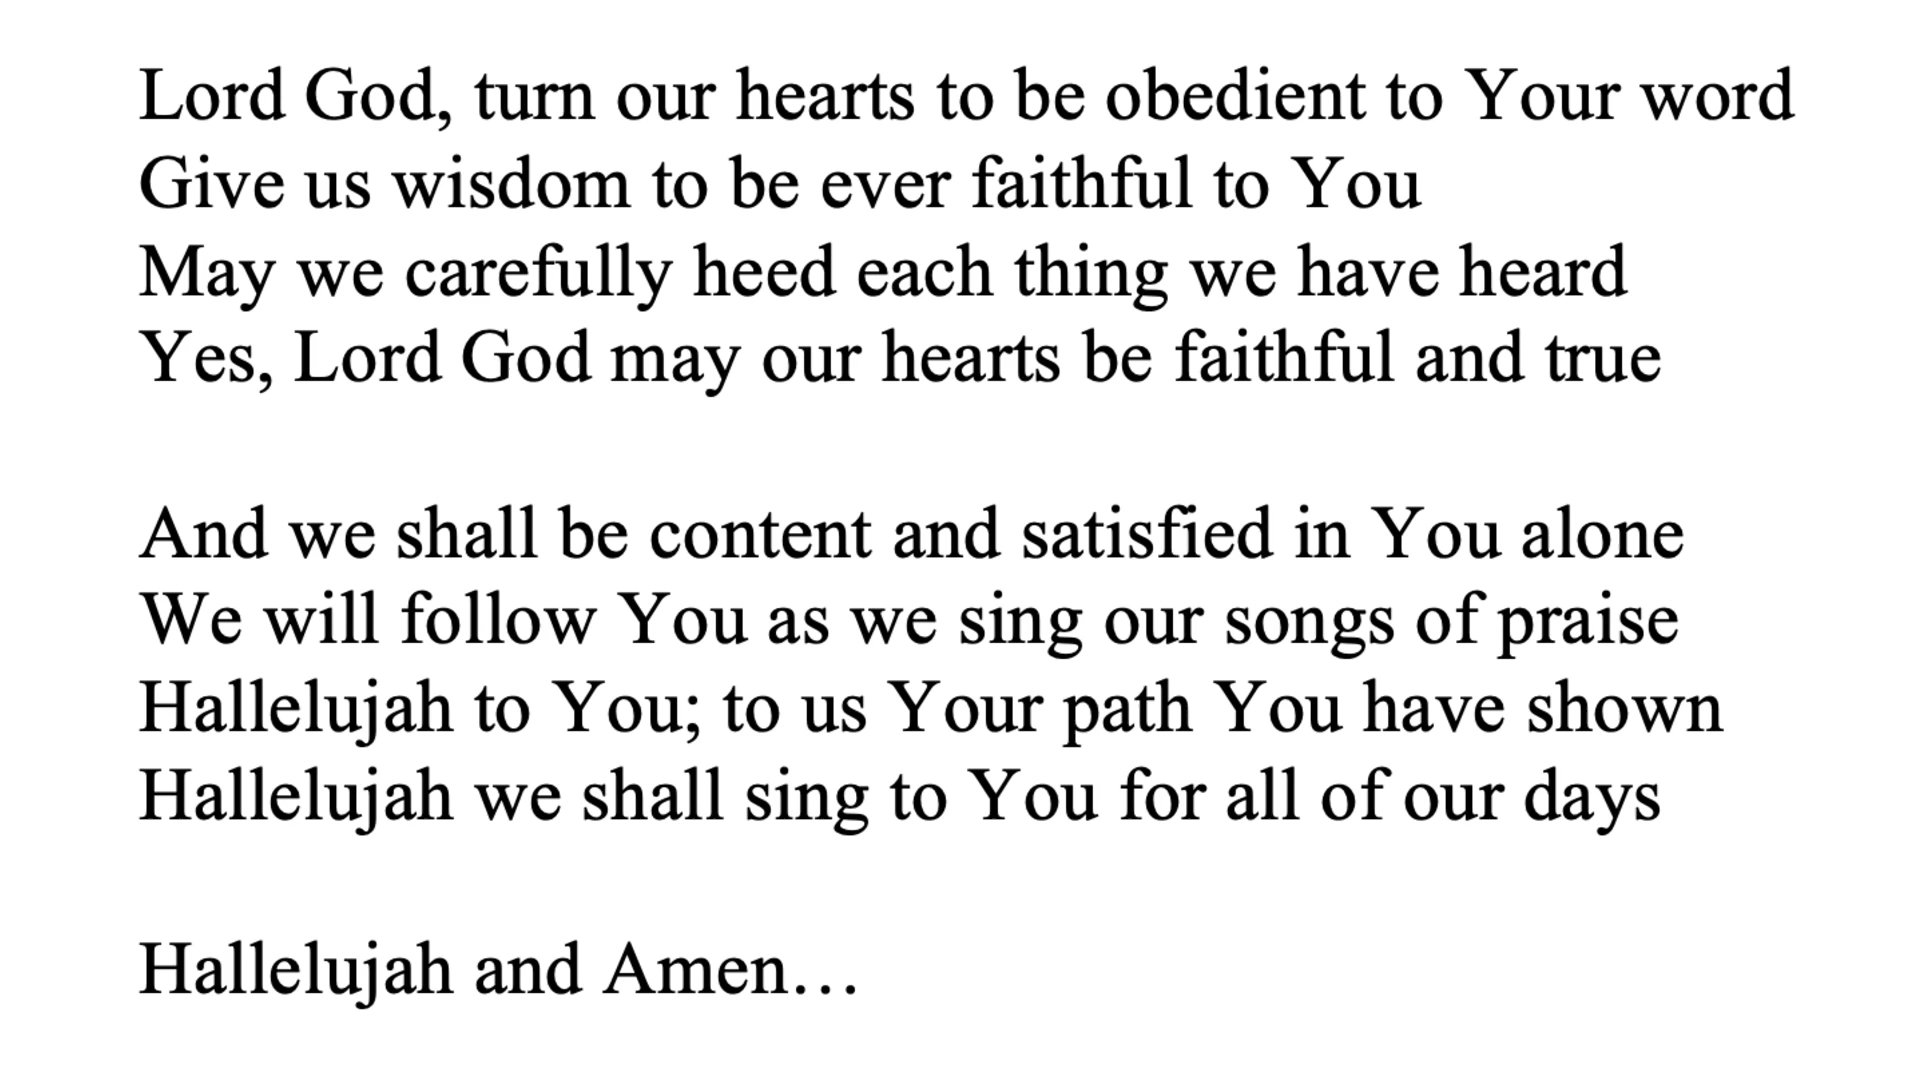 Lord God, turn our hearts to be obedient to Your word
Give us wisdom to be ever faithful to You
May we carefully heed each thing we have heard
Yes, Lord God may our hearts be faithful and true

And we shall be content and satisfied in You alone
We will follow You as we sing our songs of praise
Hallelujah to You; to us Your path You have shown
Hallelujah we shall sing to You for all of our days

Hallelujah and Amen…